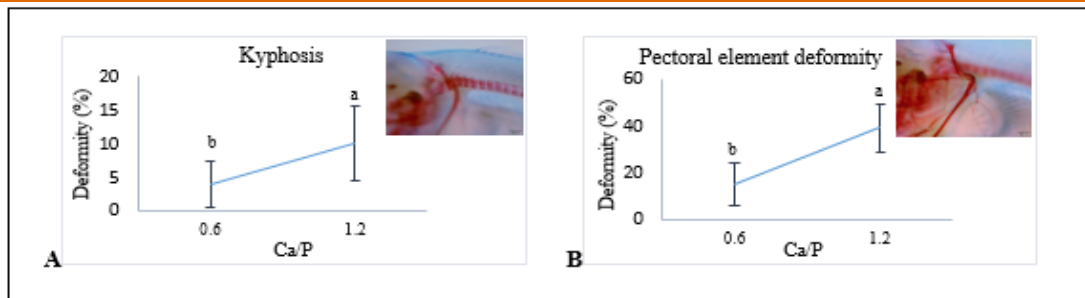 Kyphosis
20
15
10
5
0
Deformity (%)
a
b
0.6 1.2
Ca/P
A
Pectoral element deformity
60
40
20
0
Deformity (%)
a
b
0.6 1.2
Ca/P
B